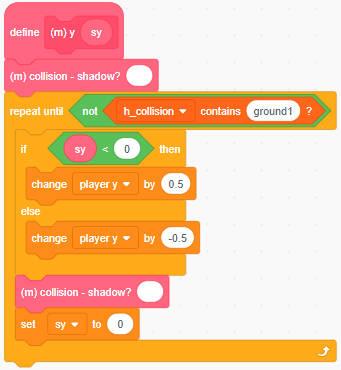 define (m) y sy
(m) collision - shadow?
repeat until not h_collision contains ground1 ?
if sy < 0 then
change player y by 0.5
else
change player y by -0.5
(m) collision - shadow?
set sy to 0